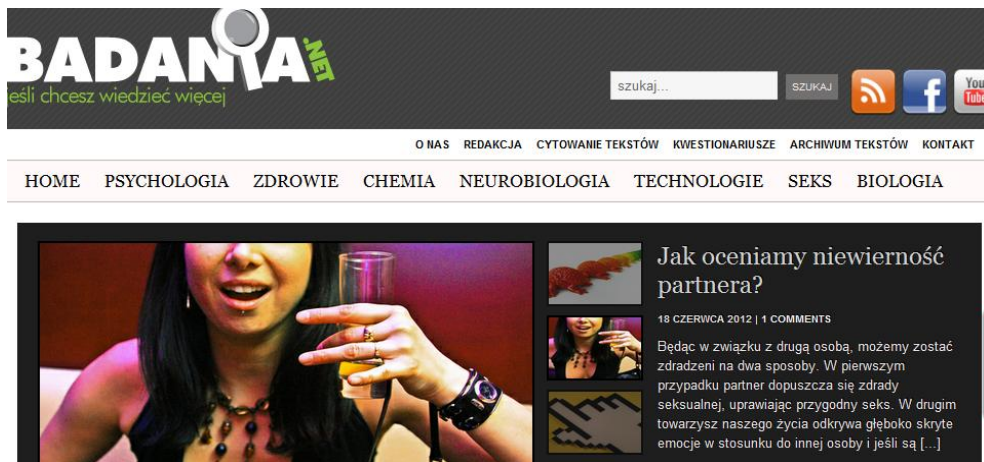 BADANIA.NET
jeśli chcesz wiedzieć więcej
szukaj...
SZUKAJ
You
Tube
O NAS REDAKCJA CYTOWANIE TEKSTÓW KWESTIONARIUSZE ARCHIWUM TEKSTÓW KONTAKT
HOME PSYCHOLOGIA ZDROWIE CHEMIA NEUROBIOLOGIA TECHNOLOGIE SEKS BIOLOGIA
Jak oceniamy niewierność
partnera?
18 CZERWCA 2012 | 1 COMMENTS
Będąc w związku z drugą osobą, możemy zostać
zdradzeni na dwa sposoby. W pierwszym
przypadku partner dopuszcza się zdrady
seksualnej, uprawiając przygodny seks. W drugim
towarzysz naszego życia odkrywa głęboko skryte
emocje w stosunku do innej osoby i jeśli są [...]